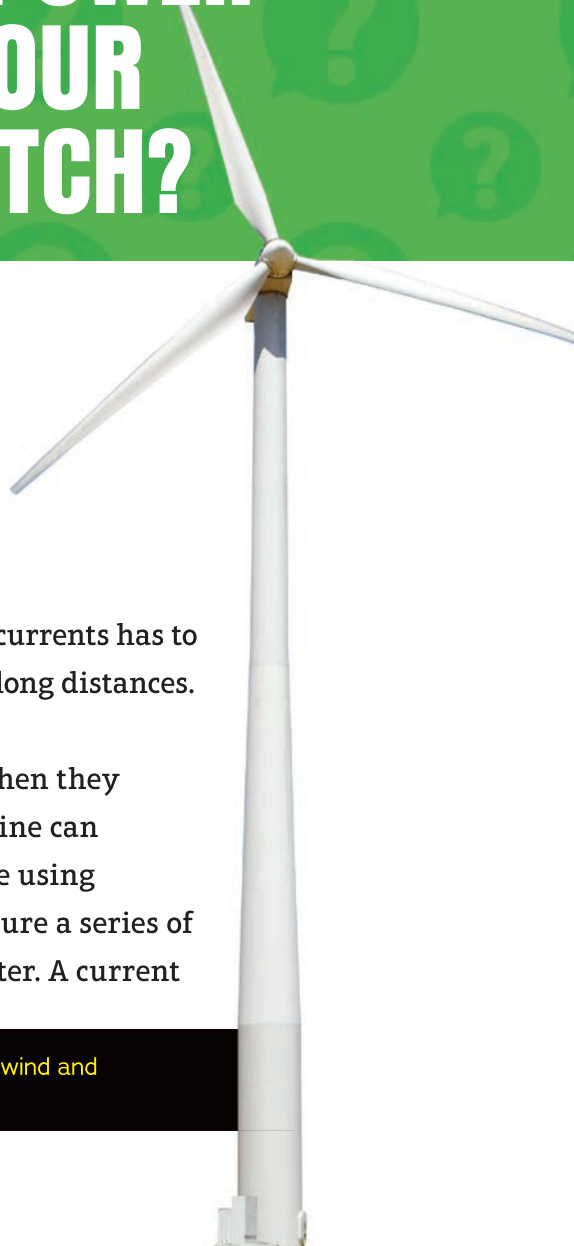 POWER
OUR
TCH?
currents has to
long distances.
hen they
ine can
e using
ure a series of
ter. A current
wind and